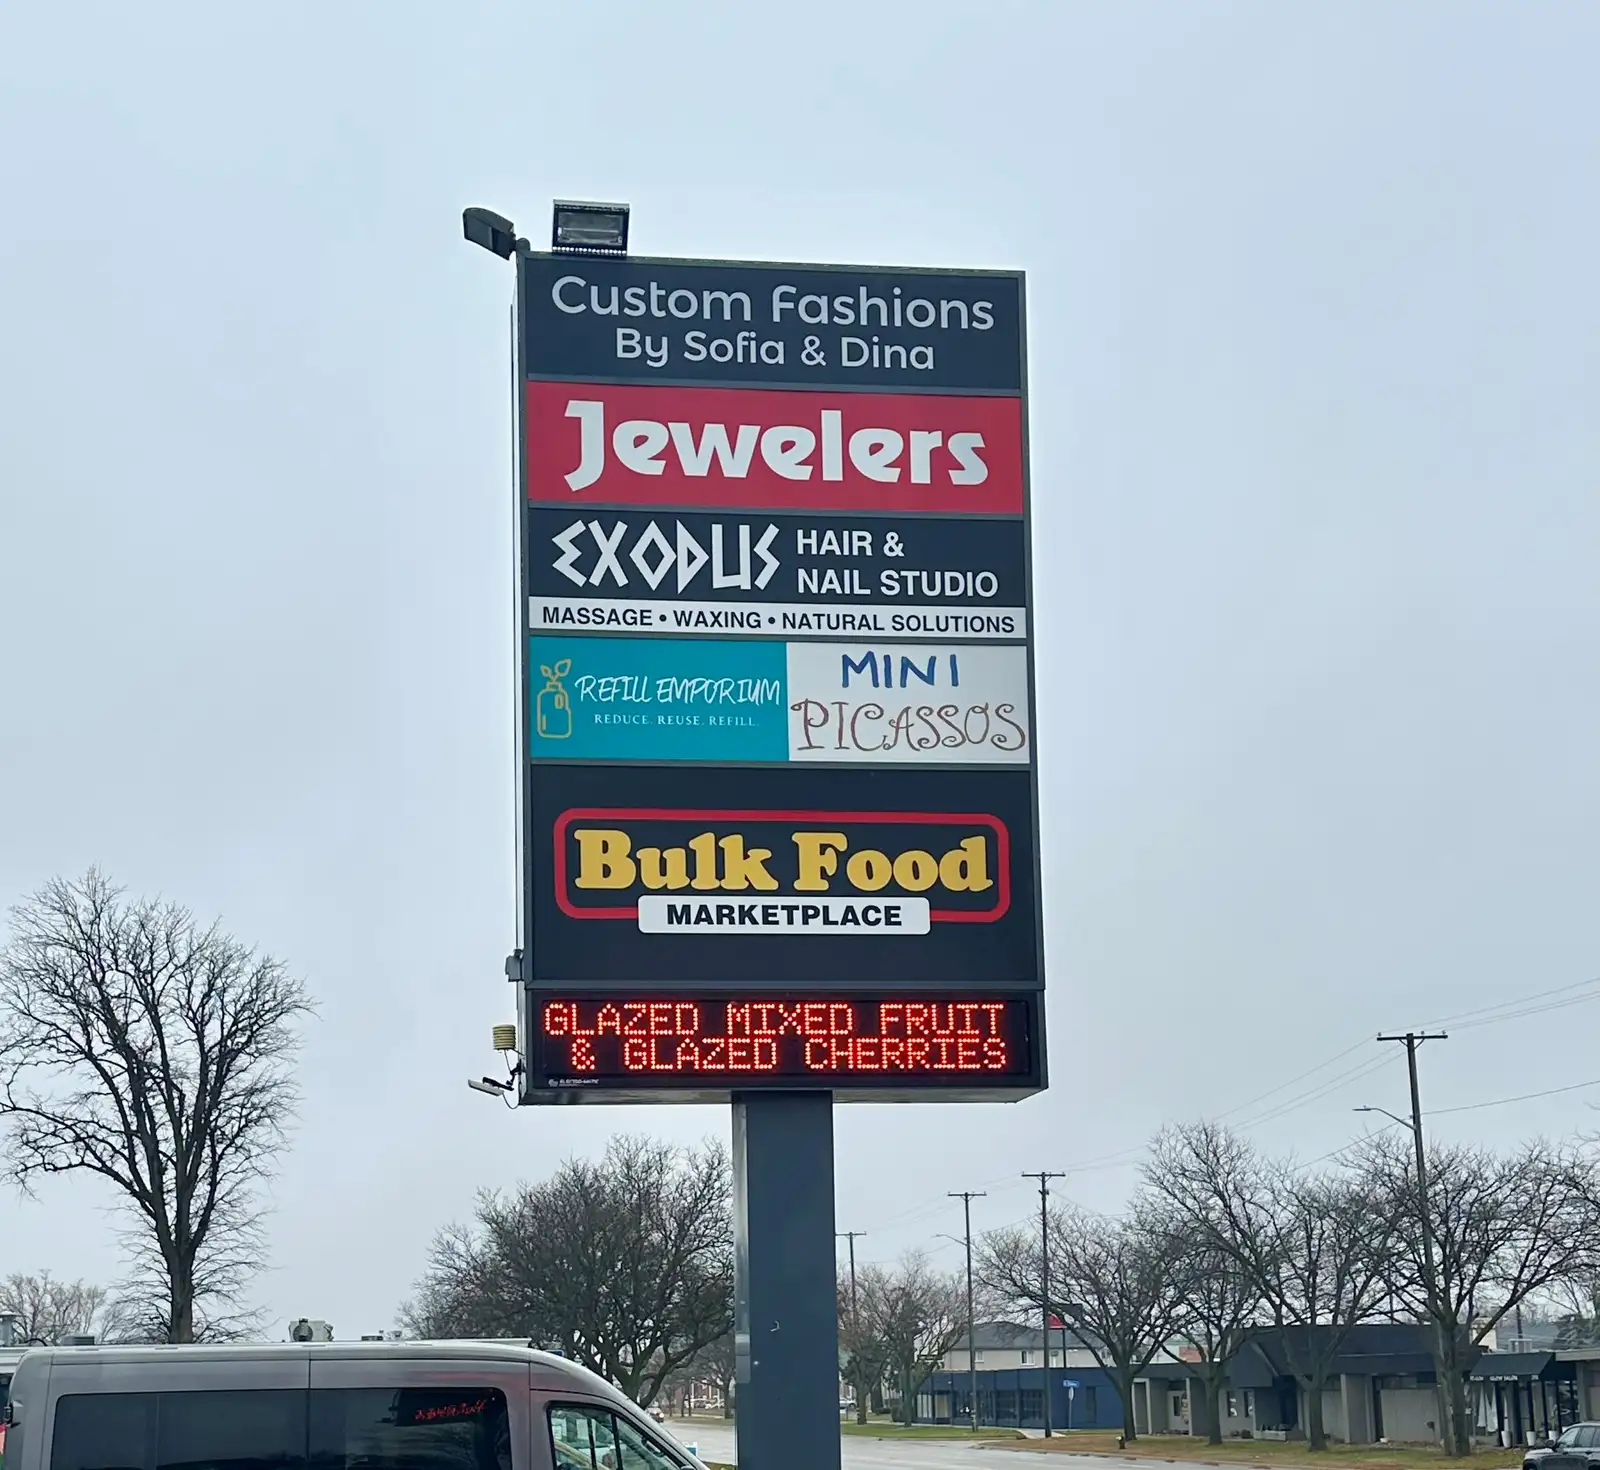 Custom Fashions
By Sofia & Dina
Jewelers
EXODUS HAIR &
NAIL STUDIO
MASSAGE • WAXING • NATURAL SOLUTIONS
REFILL EMPORIUM
REDUCE. REUSE. REFILL.
MINI
PICASSOS
Bulk Food
MARKETPLACE
GLAZED MIXED FRUIT
& GLAZED CHERRIES